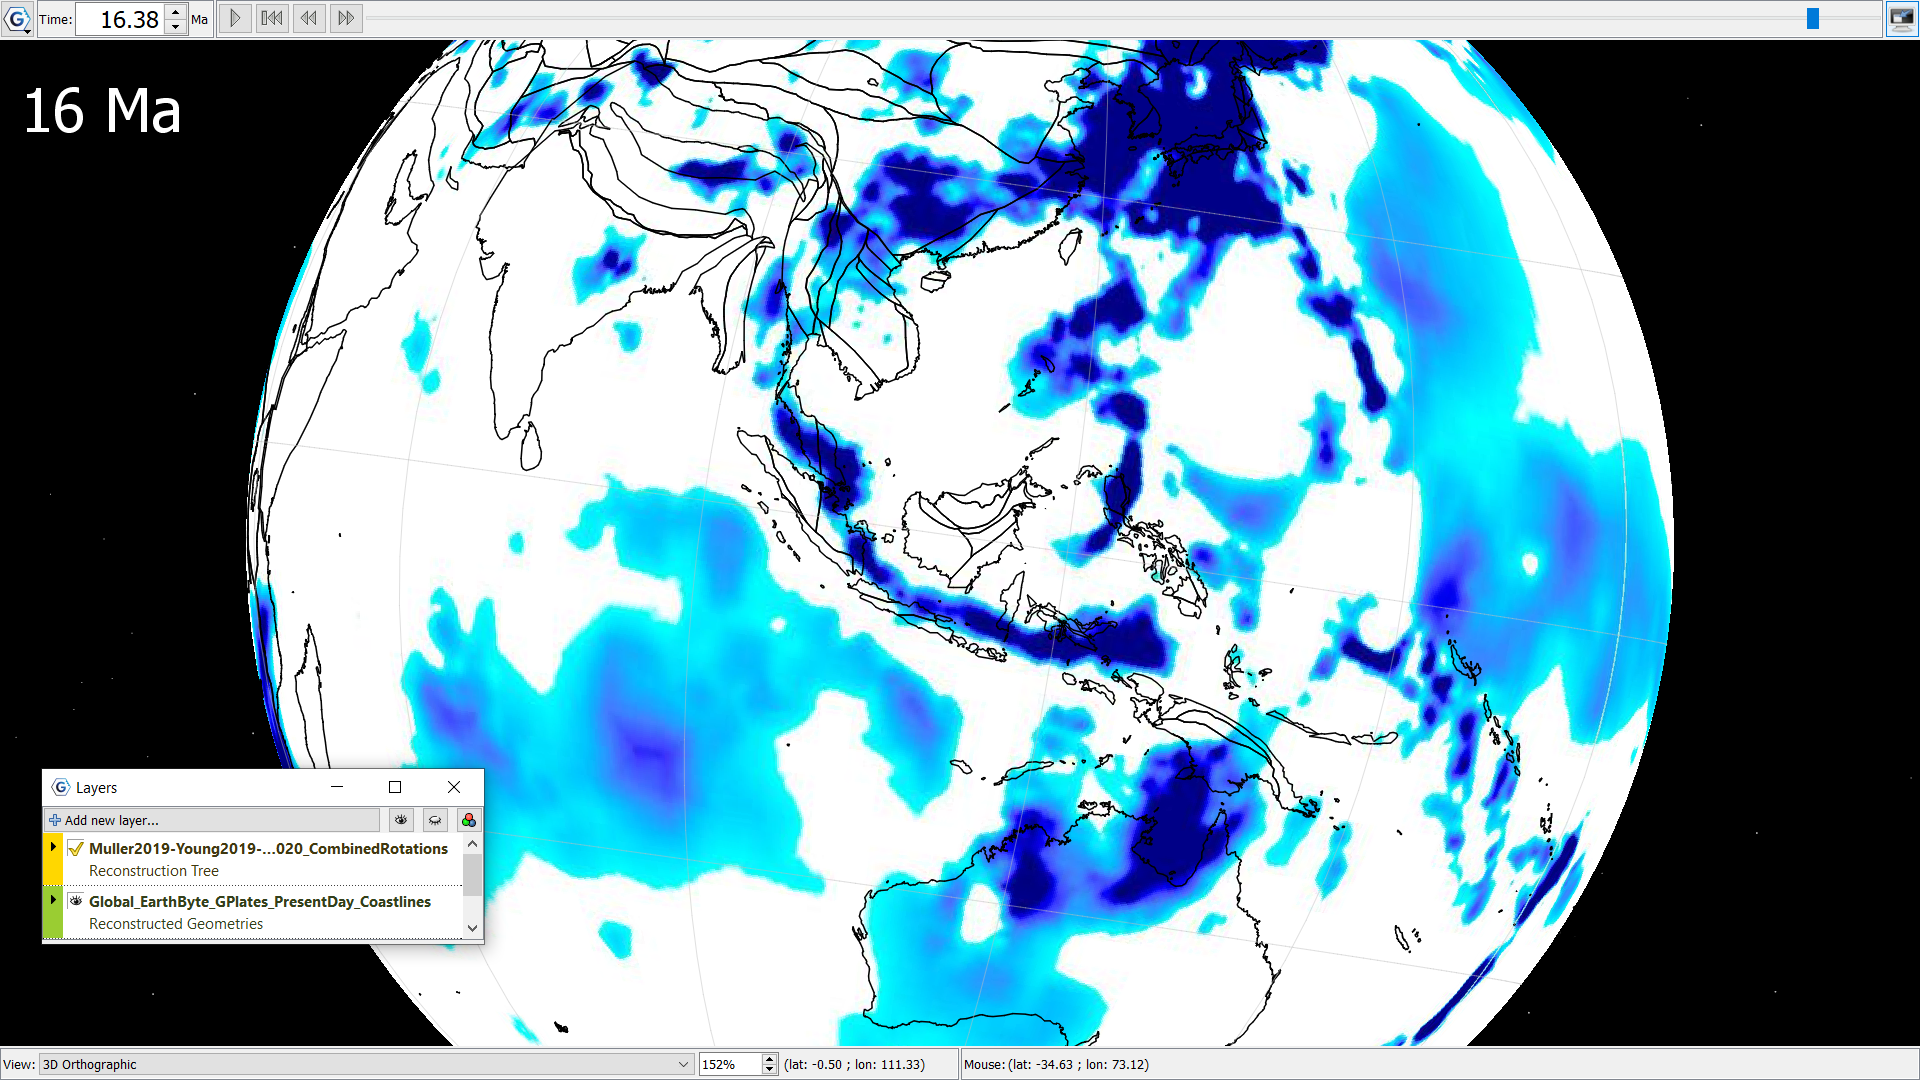 Time: 16.38 Ma
16 Ma
Layers
Add new layer...
Muller2019-Young2019-...020_CombinedRotations
Reconstruction Tree
Global_EarthByte_GPlates_PresentDay_Coastlines
Reconstructed Geometries
View: 3D Orthographic 152% (lat: -0.50 ; lon: 111.33) Mouse: (lat: -34.63 ; lon: 73.12)